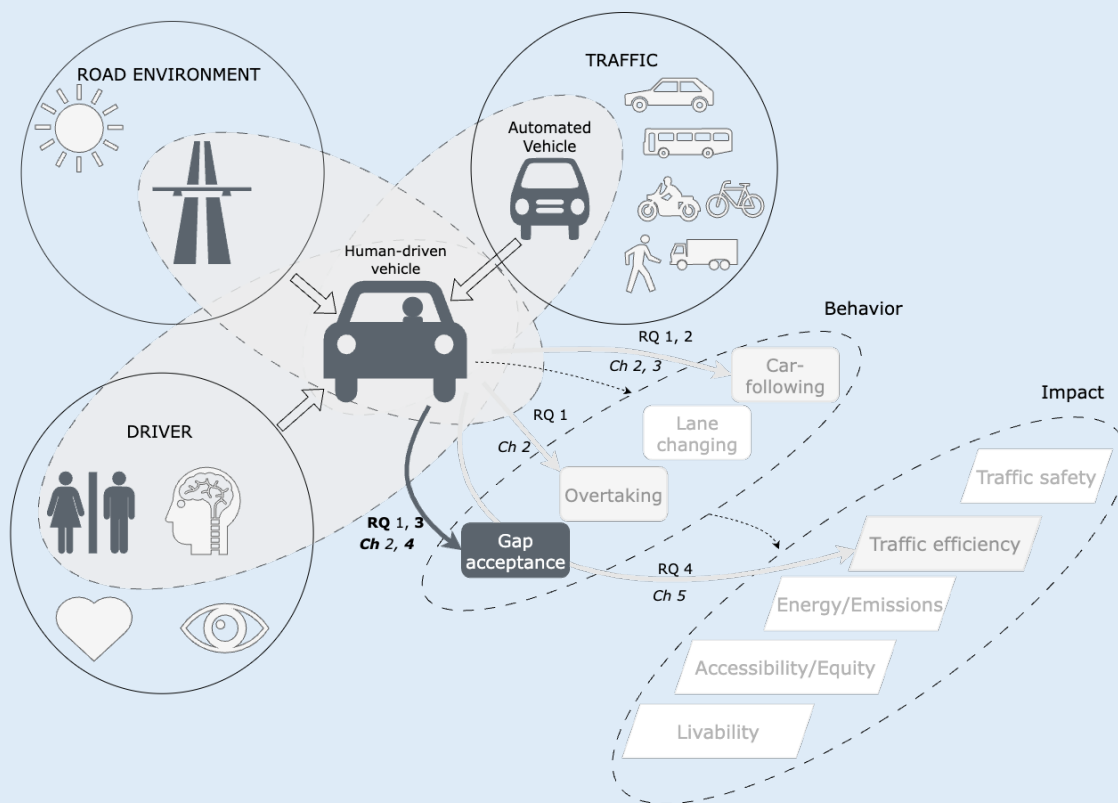 ROAD ENVIRONMENT
TRAFFIC
Automated
Vehicle
Human-driven
vehicle
DRIVER
Behavior
RQ 1, 2
Ch 2, 3
Car-
following
Lane
changing
RQ 1
Ch 2
Overtaking
RQ 1, 3
Ch 2, 4
Gap
acceptance
RQ 4
Ch 5
Impact
Traffic safety
Traffic efficiency
Energy/Emissions
Accessibility/Equity
Livability